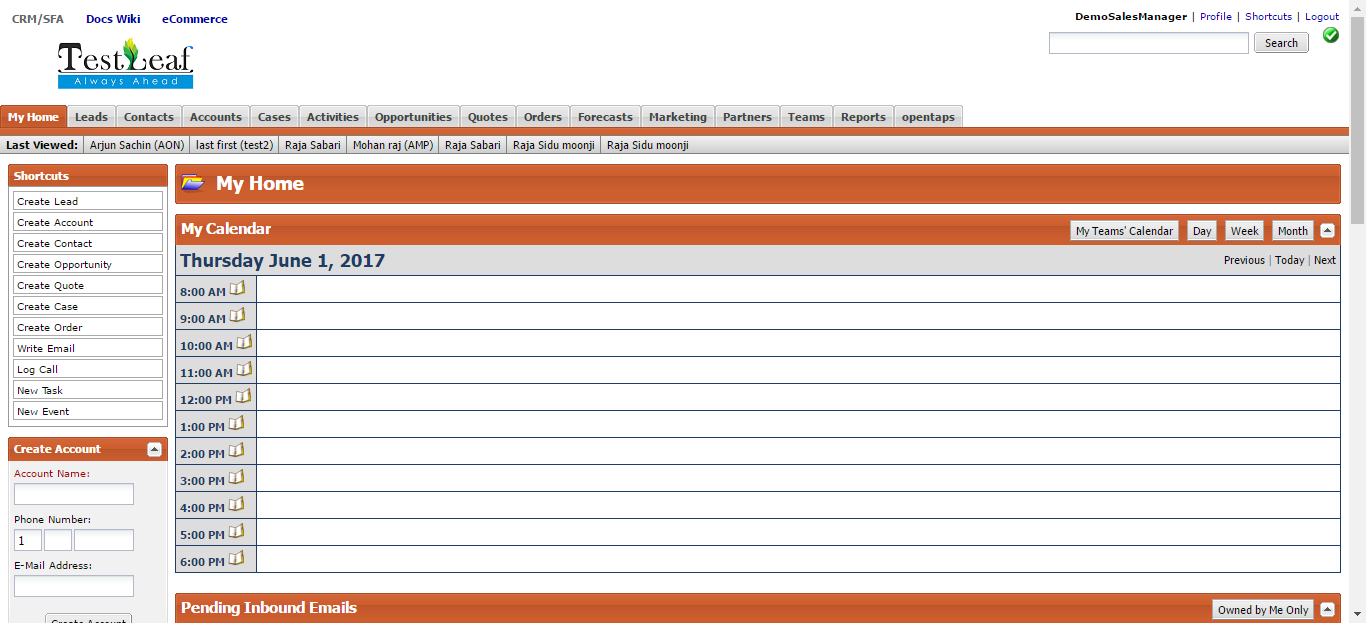 CRM/SFA Docs Wiki eCommerce
DemoSalesManager | Profile | Shortcuts | Logout
Search
TestLeaf
Always Ahead
My Home Leads Contacts Accounts Cases Activities Opportunities Quotes Orders Forecasts Marketing Partners Teams Reports opentaps
Last Viewed: Arjun Sachin (AON) last first (test2) Raja Sabari Mohan raj (AMP) Raja Sabari Raja Sidu moonji Raja Sidu moonji
Shortcuts
Create Lead
Create Account
Create Contact
Create Opportunity
Create Quote
Create Case
Create Order
Write Email
Log Call
New Task
New Event
Create Account
Account Name:
Phone Number:
1
E-Mail Address:
Create Account
My Home
My Calendar My Teams' Calendar Day Week Month
Thursday June 1, 2017 Previous | Today | Next
8:00 AM
9:00 AM
10:00 AM
11:00 AM
12:00 PM
1:00 PM
2:00 PM
3:00 PM
4:00 PM
5:00 PM
6:00 PM
Pending Inbound Emails Owned by Me Only